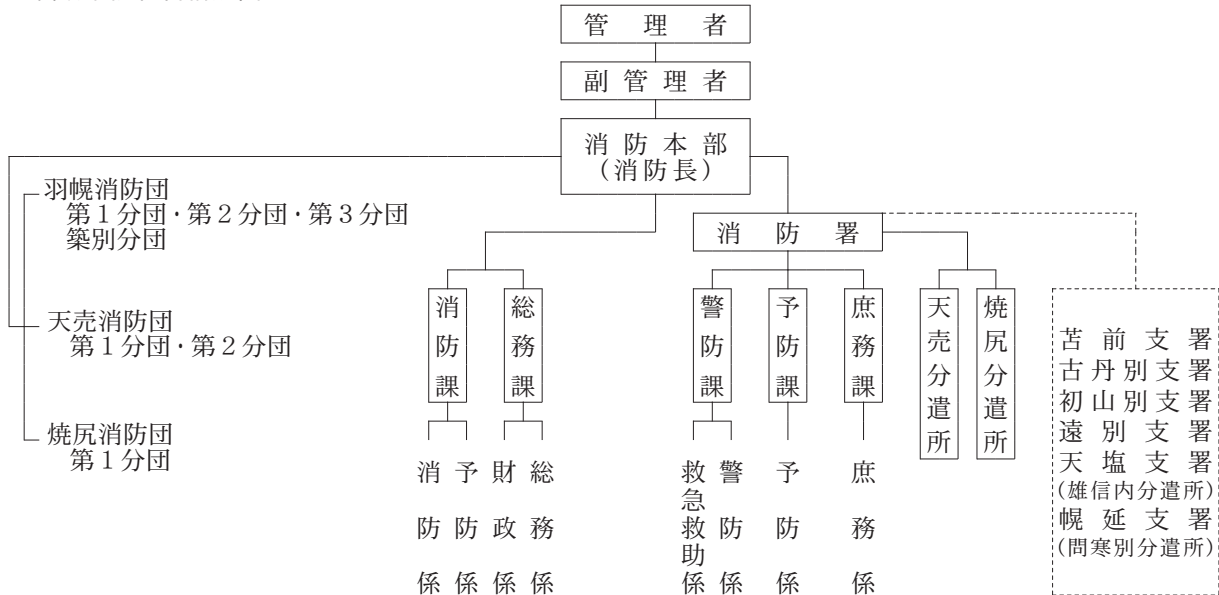 管理者
副管理者
消防本部
(消防長)
羽幌消防団
第1分団・第2分団・第3分団
築別分団
天売消防団
第1分団・第2分団
焼尻消防団
第1分団
消防署
消防課
総務課
警防課
予防課
庶務課
天売分遣所
焼尻分遣所
消防係
予防係
財政係
総務係
救急救助係
警防係
予防係
庶務係
苫前支署
古丹別支署
初山別支署
遠別支署
天塩支署
(雄信内分遣所)
幌延支署
(問寒別分遣所)